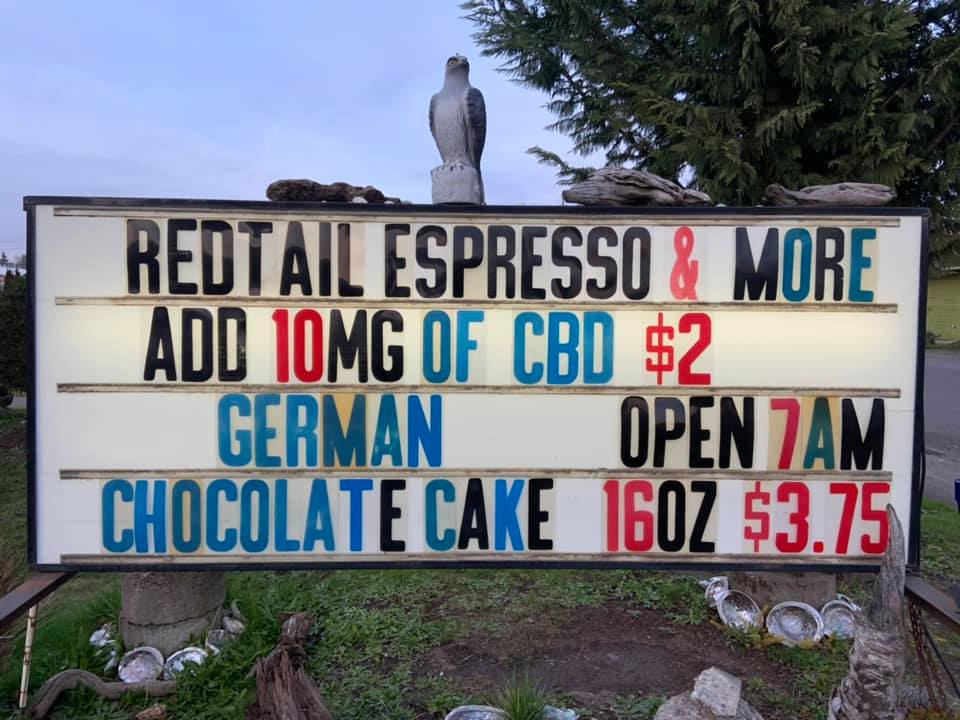 REDTAIL ESPRESSO & MORE
ADD 10MG OF CBD $2
GERMAN OPEN 7AM
CHOCOLATE CAKE 16OZ $3.75